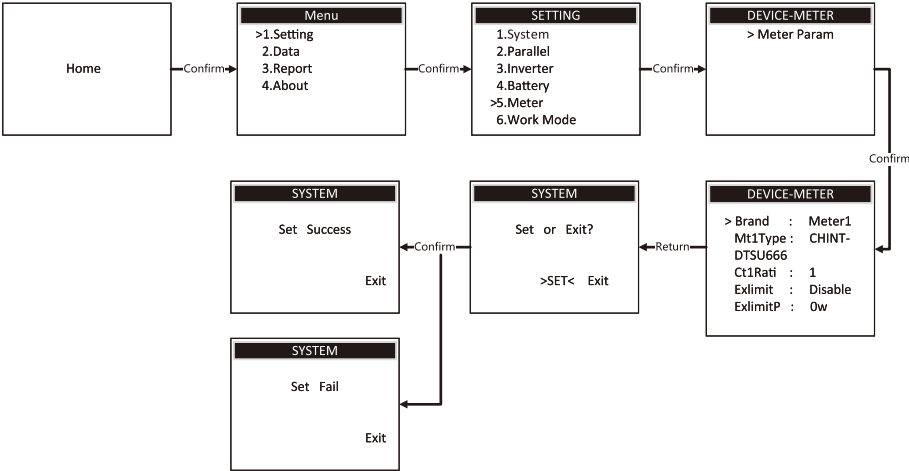 Home
Confirm
Menu
>1.Setting
2.Data
3.Report
4.About
Confirm
SETTING
1.System
2.Parallel
3.Inverter
4.Battery
>5.Meter
6.Work Mode
Confirm
DEVICE-METER
> Meter Param
Confirm
DEVICE-METER
> Brand : Meter1
Mt1Type : CHINT-
DTSU666
Ct1Rati : 1
Exlimit : Disable
ExlimitP : 0w
Return
SYSTEM
Set or Exit?
>SET< Exit
Confirm
SYSTEM
Set Success
Exit
SYSTEM
Set Fail
Exit